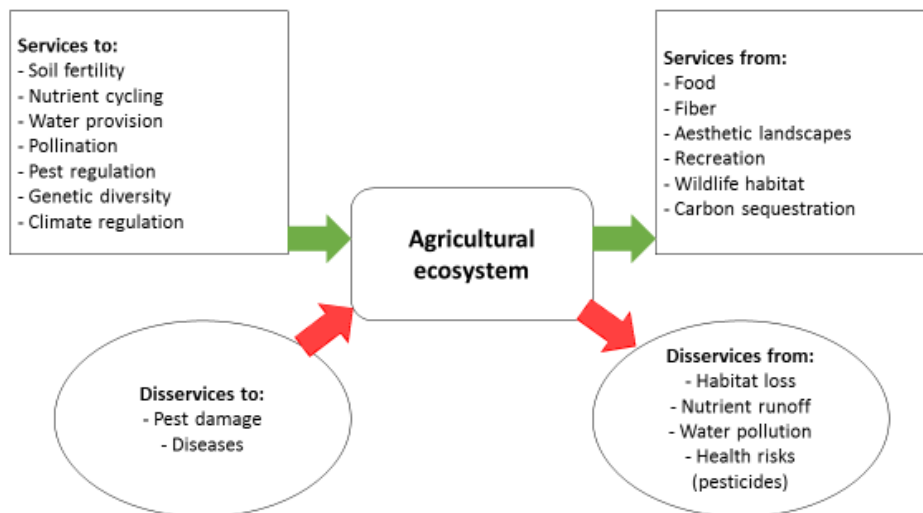 Services to:
- Soil fertility
- Nutrient cycling
- Water provision
- Pollination
- Pest regulation
- Genetic diversity
- Climate regulation
Services from:
- Food
- Fiber
- Aesthetic landscapes
- Recreation
- Wildlife habitat
- Carbon sequestration
Agricultural
ecosystem
Disservices to:
- Pest damage
- Diseases
Disservices from:
- Habitat loss
- Nutrient runoff
- Water pollution
- Health risks
(pesticides)